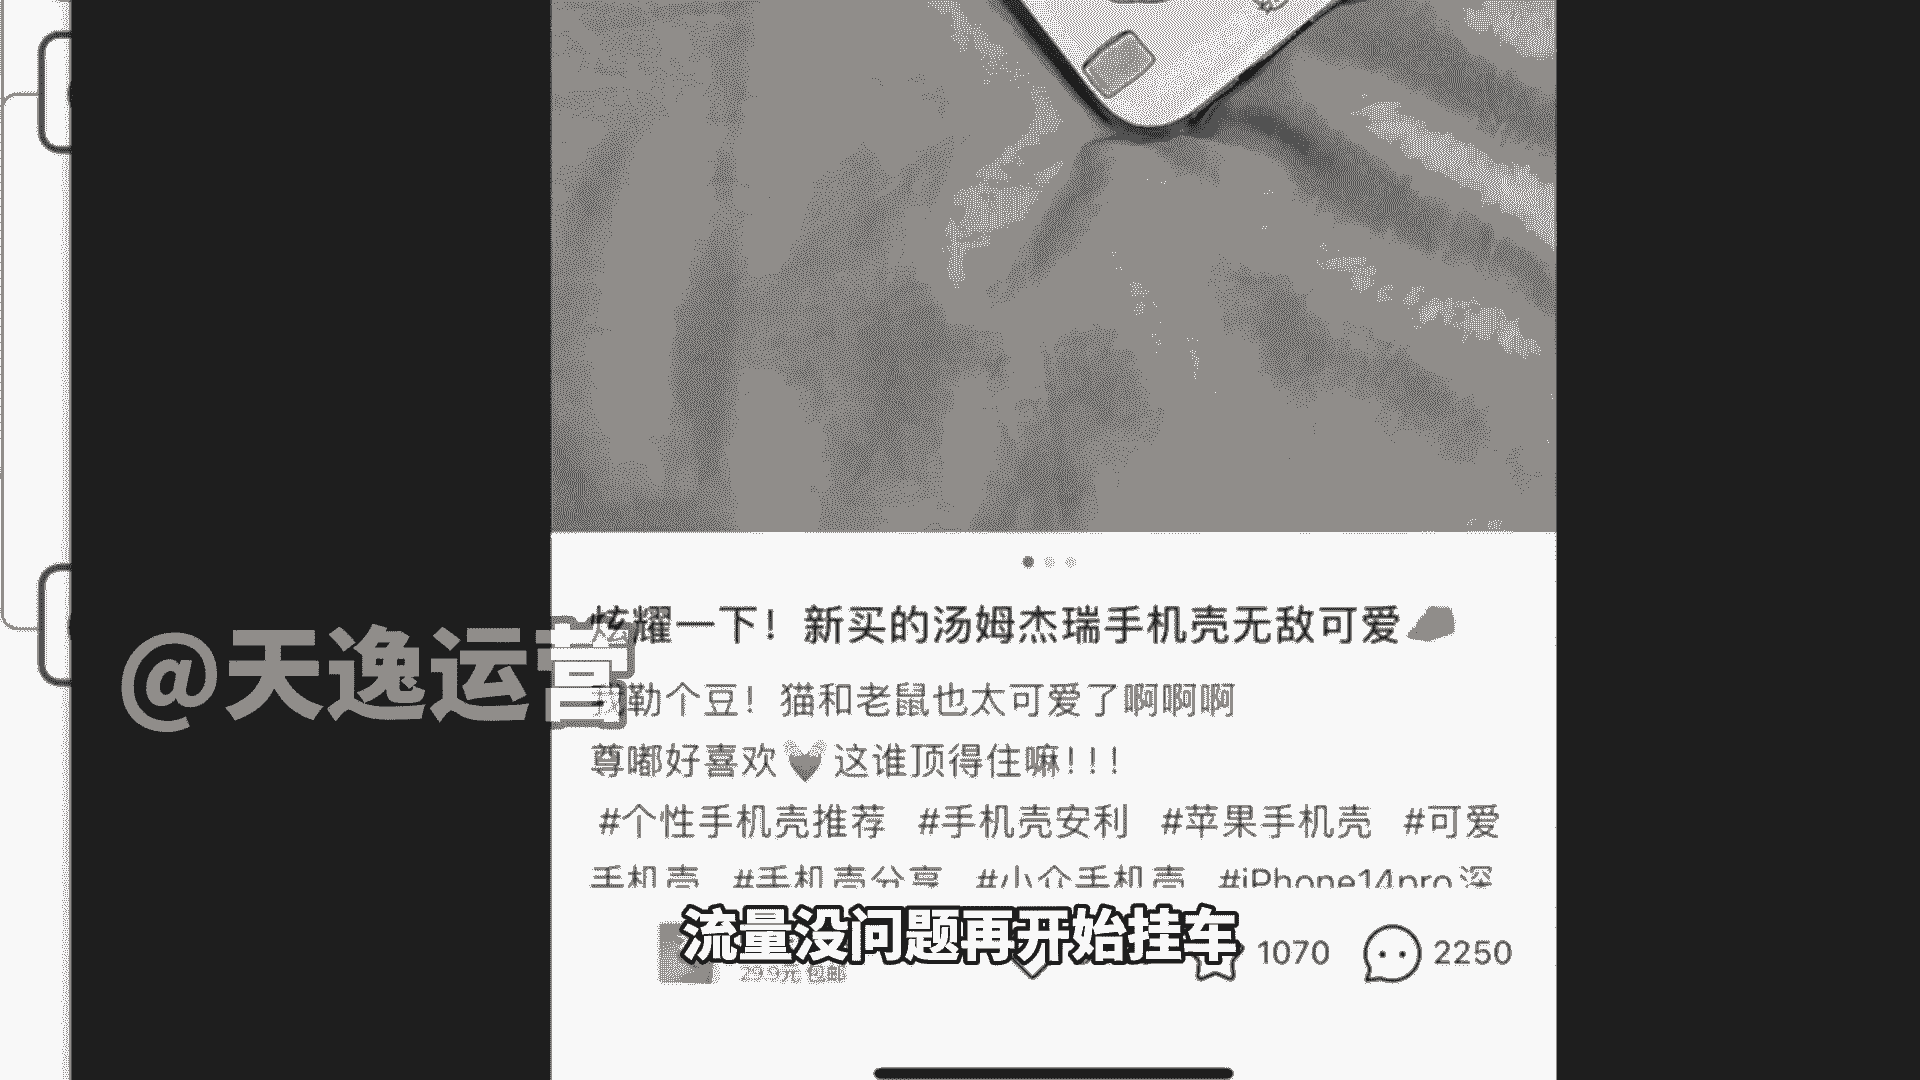 炫耀一下！新买的汤姆杰瑞手机壳无敌可爱
@天逸运营
我勒个豆！猫和老鼠也太可爱了啊啊啊
尊嘟好喜欢 这谁顶得住嘛!!!
#个性手机壳推荐 #手机壳安利 #苹果手机壳 #可爱
手机壳 #手机壳分享 #小众手机壳 #iPhone14pro深
流量没问题再开始挂车
29.9元 包邮
1070
2250